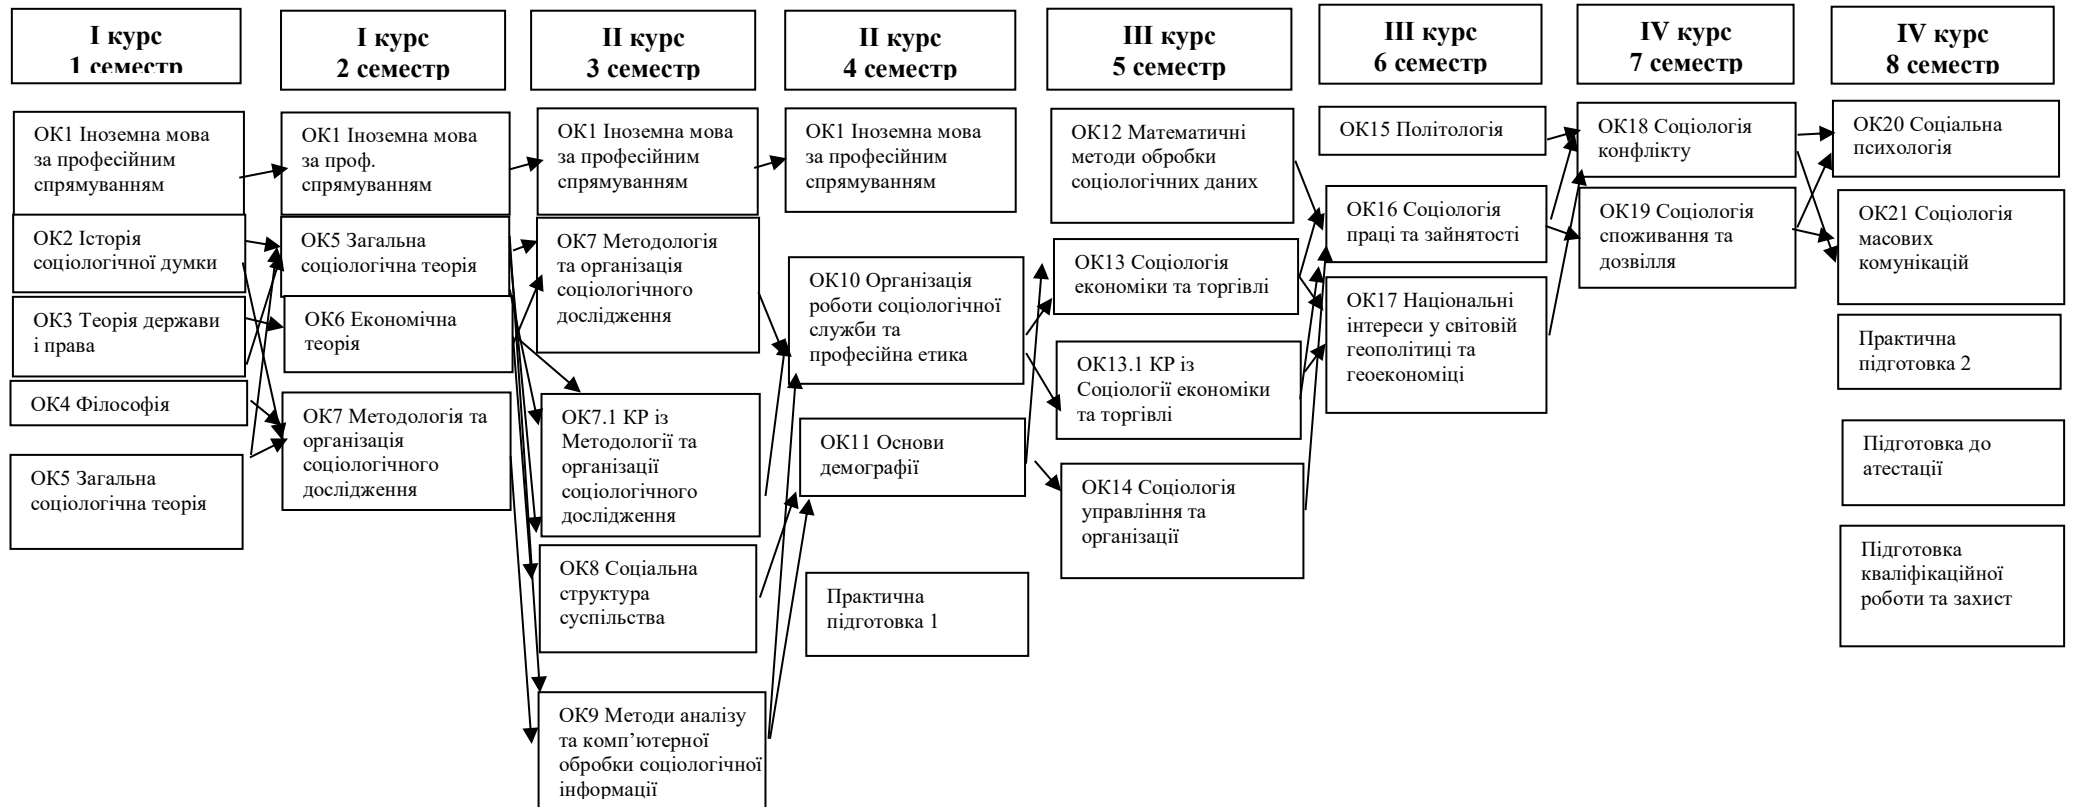 І курс
1 семестр
І курс
2 семестр
ІІ курс
3 семестр
ІІ курс
4 семестр
ІІІ курс
5 семестр
ІІІ курс
6 семестр
ІV курс
7 семестр
ІV курс
8 семестр
ОК1 Іноземна мова
за професійним
спрямуванням
ОК2 Історія
соціологічної думки
ОК3 Теорія держави
і права
ОК4 Філософія
ОК5 Загальна
соціологічна теорія
ОК1 Іноземна мова
за проф.
спрямуванням
ОК5 Загальна
соціологічна теорія
ОК6 Економічна
теорія
ОК7 Методологія та
організація
соціологічного
дослідження
ОК1 Іноземна мова
за професійним
спрямуванням
ОК7 Методологія
та організація
соціологічного
дослідження
ОК7.1 КР із
Методології та
організації
соціологічного
дослідження
ОК8 Соціальна
структура
суспільства
ОК9 Методи аналізу
та комп’ютерної
обробки соціологічної
інформації
ОК1 Іноземна мова
за професійним
спрямуванням
ОК10 Організація
роботи соціологічної
служби та
професійна етика
ОК11 Основи
демографії
Практична
підготовка 1
ОК12 Математичні
методи обробки
соціологічних даних
ОК13 Соціологія
економіки та торгівлі
ОК13.1 КР із
Соціології економіки
та торгівлі
ОК14 Соціологія
управління та
організації
ОК15 Політологія
ОК16 Соціологія
праці та зайнятості
ОК17 Національні
інтереси у світовій
геополітиці та
геоекономіці
ОК18 Соціологія
конфлікту
ОК19 Соціологія
споживання та
дозвілля
ОК20 Соціальна
психологія
ОК21 Соціологія
масових
комунікацій
Практична
підготовка 2
Підготовка до
атестації
Підготовка
кваліфікаційної
роботи та захист